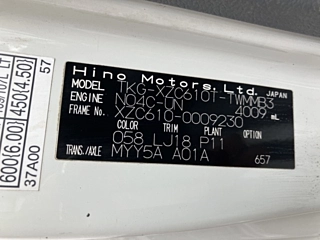 Hino Motors, Ltd. JAPAN
MODEL TKG-XZC610T-TWMMB3
ENGINE N04C-UN 4009 mL
FRAME No. XZC610-0009230
COLOR TRIM PLANT
058 LJ18 P11
TRANS./AXLE MYY5A A01A
657
600(6.00) 450(4.50)
37A00
57